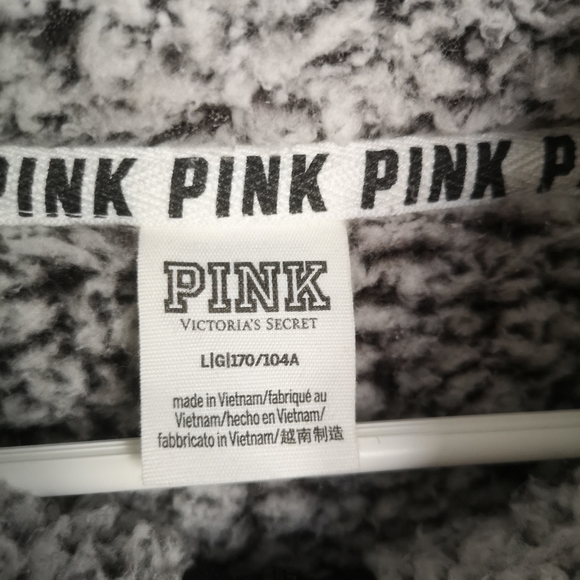 PINK PINK PINK P
PINK
VICTORIA'S SECRET
L|G|170/104A
made in Vietnam/fabriqué au
Vietnam/hecho en Vietnam/
fabbricato in Vietnam/越南制造